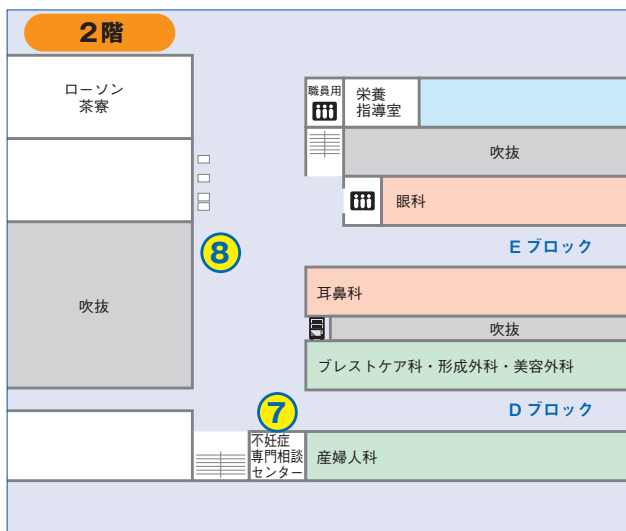 2階
ローソン
茶寮
職員用
栄養
指導室
吹抜
眼科
8
Eブロック
吹抜
耳鼻科
吹抜
ブレストケア科・形成外科・美容外科
7
Dブロック
不妊症
専門相談
センター
産婦人科